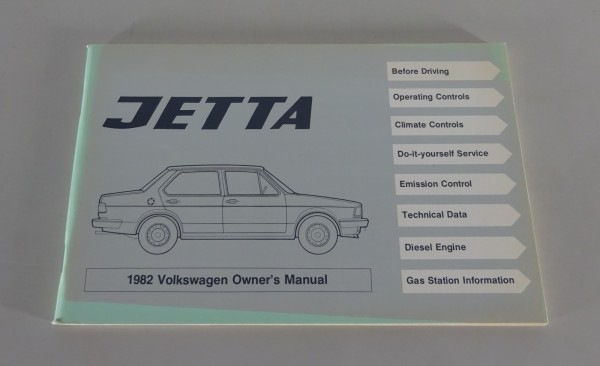 JETTA
1982 Volkswagen Owner's Manual
Before Driving
Operating Controls
Climate Controls
Do-it-yourself Service
Emission Control
Technical Data
Diesel Engine
Gas Station Information